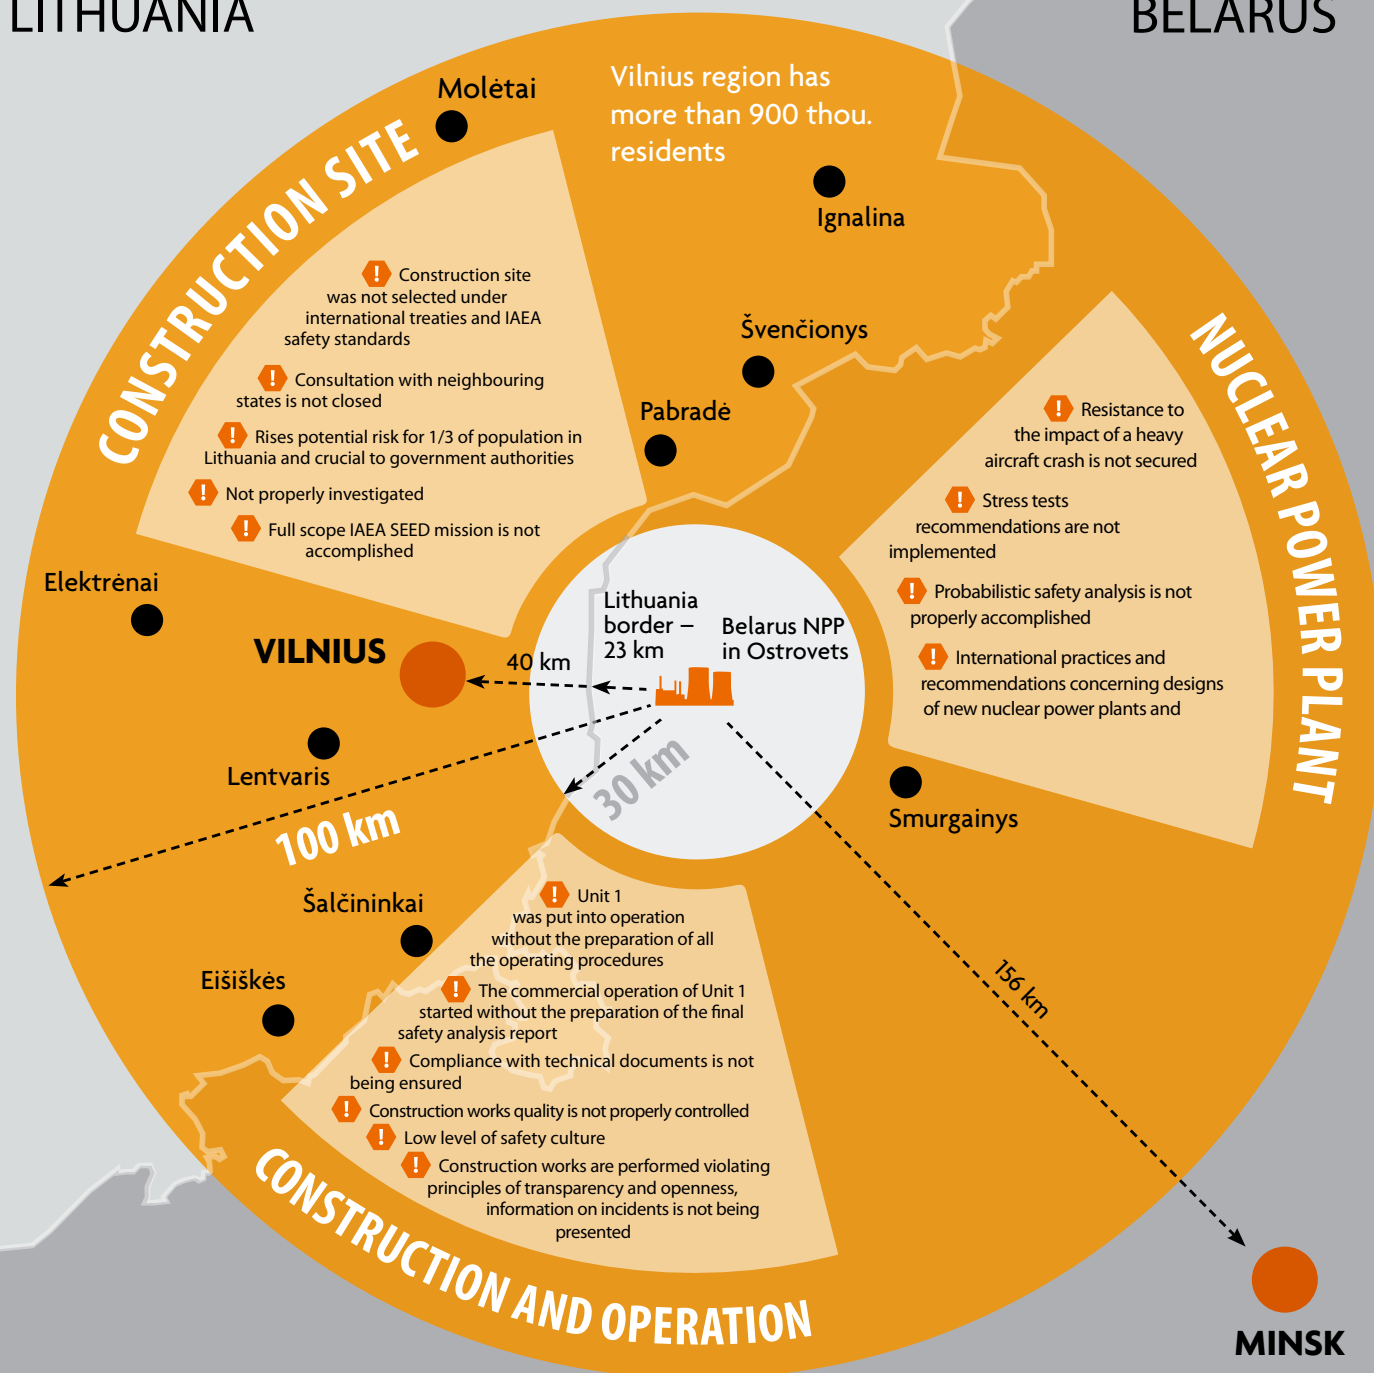 LITHUANIA
BELARUS
Molėtai
Vilnius region has
more than 900 thou.
residents
Ignalina
CONSTRUCTION SITE
! Construction site
was not selected under
international treaties and IAEA
safety standards
! Consultation with neighbouring
states is not closed
! Rises potential risk for 1/3 of population in
Lithuania and crucial to government authorities
! Not properly investigated
! Full scope IAEA SEED mission is not
accomplished
Švenčionys
Pabradė
NUCLEAR POWER PLANT
! Resistance to
the impact of a heavy
aircraft crash is not secured
! Stress tests
recommendations are not
implemented
! Probabilistic safety analysis is not
properly accomplished
! International practices and
recommendations concerning designs
of new nuclear power plants and
Elektrėnai
VILNIUS
40 km
Lithuania
border –
23 km
Belarus NPP
in Ostrovets
Lentvaris
30 km
100 km
Smurgainys
Šalčininkai
Eišiškės
156 km
! Unit 1
was put into operation
without the preparation of all
the operating procedures
! The commercial operation of Unit 1
started without the preparation of the final
safety analysis report
! Compliance with technical documents is not
being ensured
! Construction works quality is not properly controlled
! Low level of safety culture
! Construction works are performed violating
principles of transparency and openness,
information on incidents is not being
presented
CONSTRUCTION AND OPERATION
MINSK